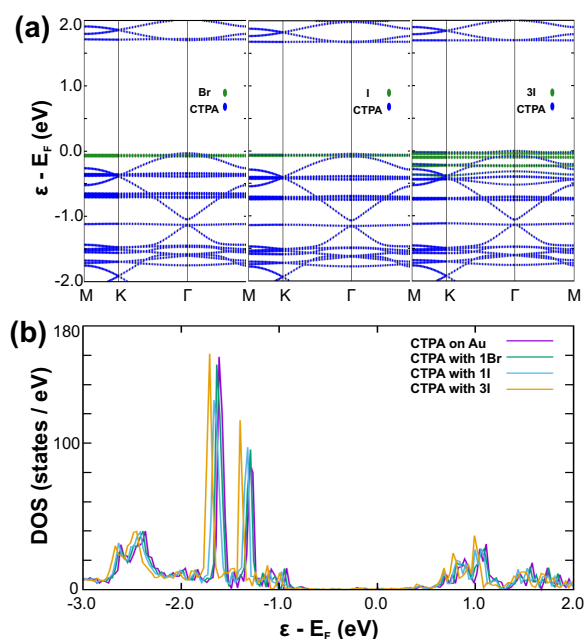 (a)
ε - E_F (eV)
2.0
1.0
0.0
-1.0
-2.0
Br
CTPA
I
CTPA
3I
CTPA
M K Γ M K Γ M K Γ M
(b)
DOS (states / eV)
180
100
0
CTPA on Au
CTPA with 1Br
CTPA with 1I
CTPA with 3I
-3.0 -2.0 -1.0 0.0 1.0 2.0
ε - E_F (eV)